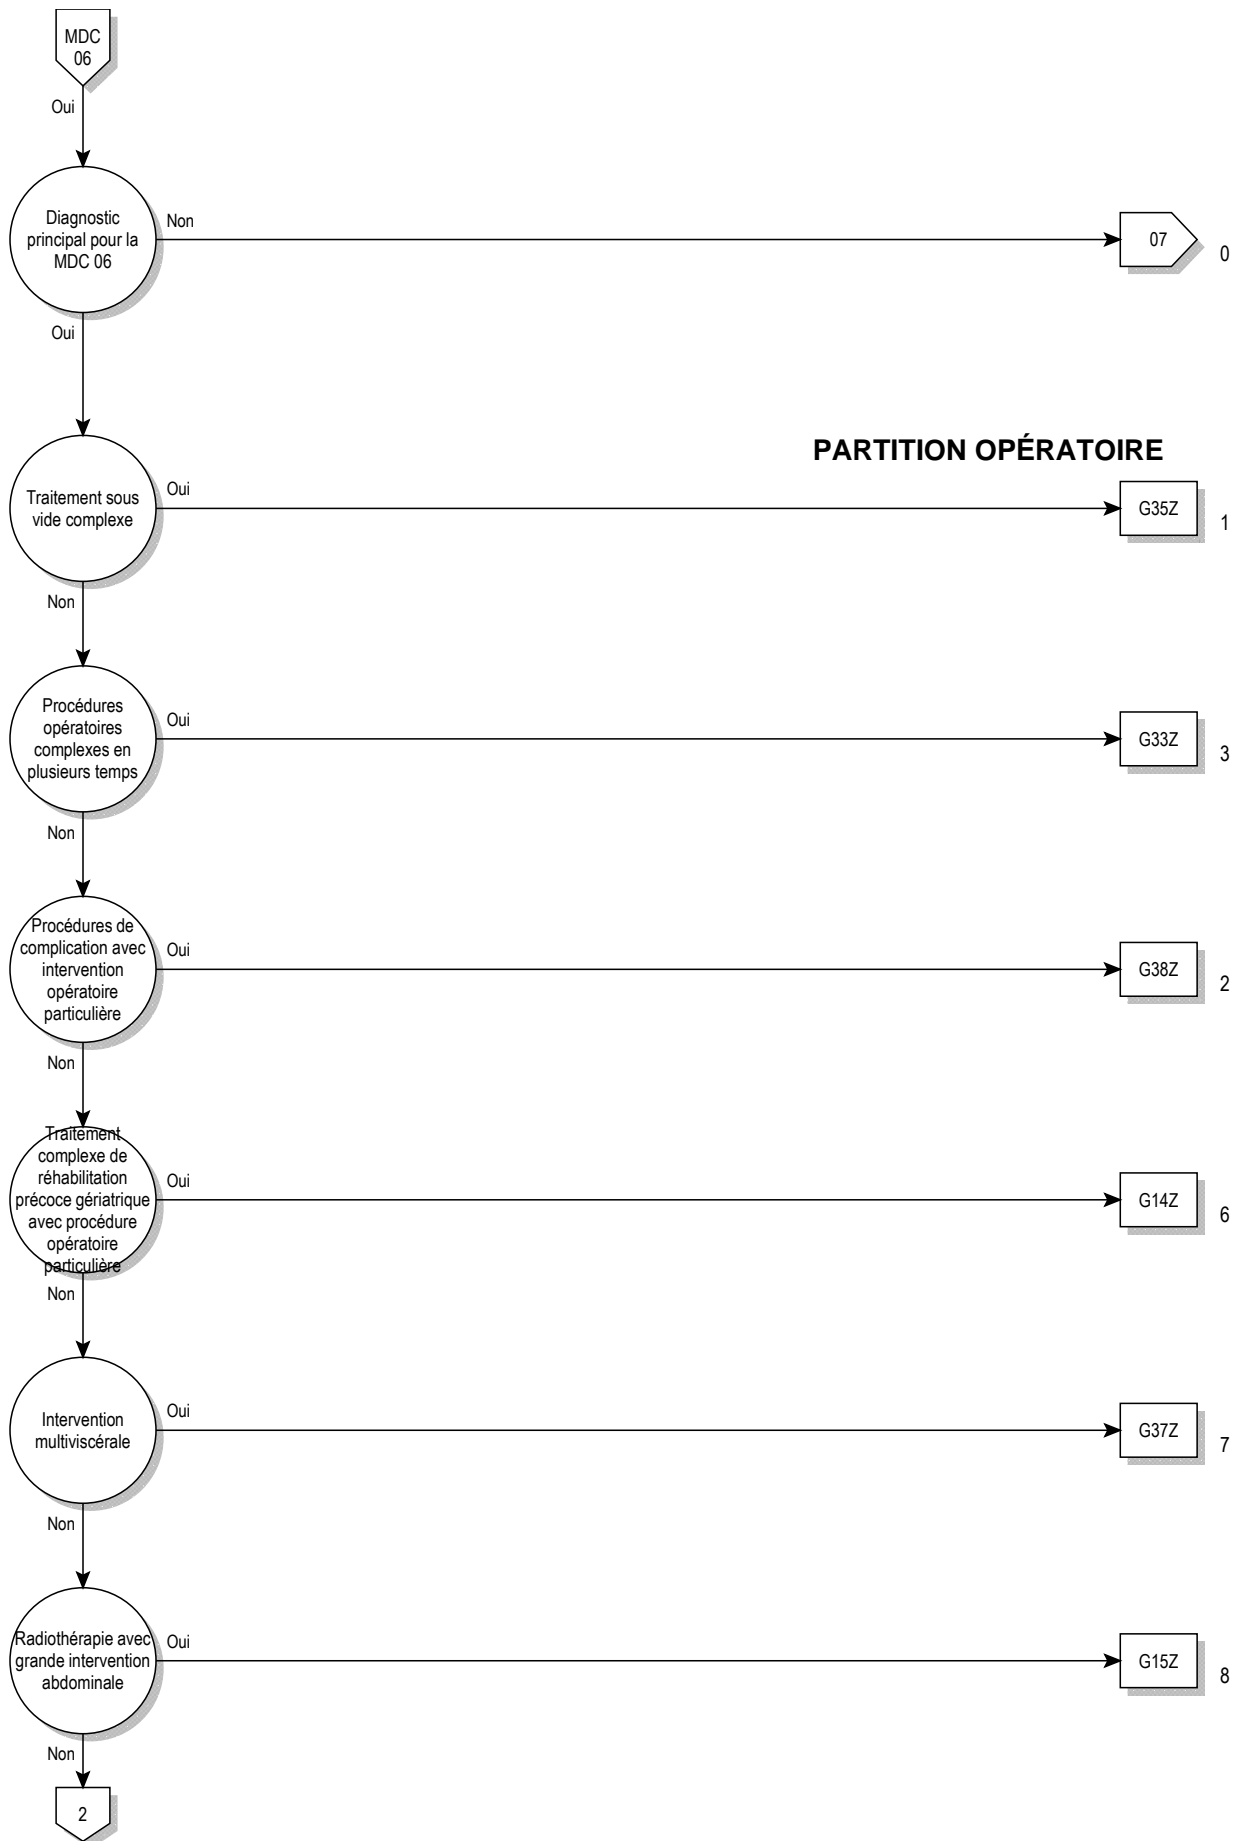 MDC
06
Oui
Diagnostic
principal pour la
MDC 06
Non
07
0
Oui
PARTITION OPÉRATOIRE
Traitement sous
vide complexe
Oui
G35Z
1
Non
Procédures
opératoires
complexes en
plusieurs temps
Oui
G33Z
3
Non
Procédures de
complication avec
intervention
opératoire
particulière
Oui
G38Z
2
Non
Traitement
complexe de
réhabilitation
précoce gériatrique
avec procédure
opératoire
particulière
Oui
G14Z
6
Non
Intervention
multiviscérale
Oui
G37Z
7
Non
Radiothérapie avec
grande intervention
abdominale
Oui
G15Z
8
Non
2